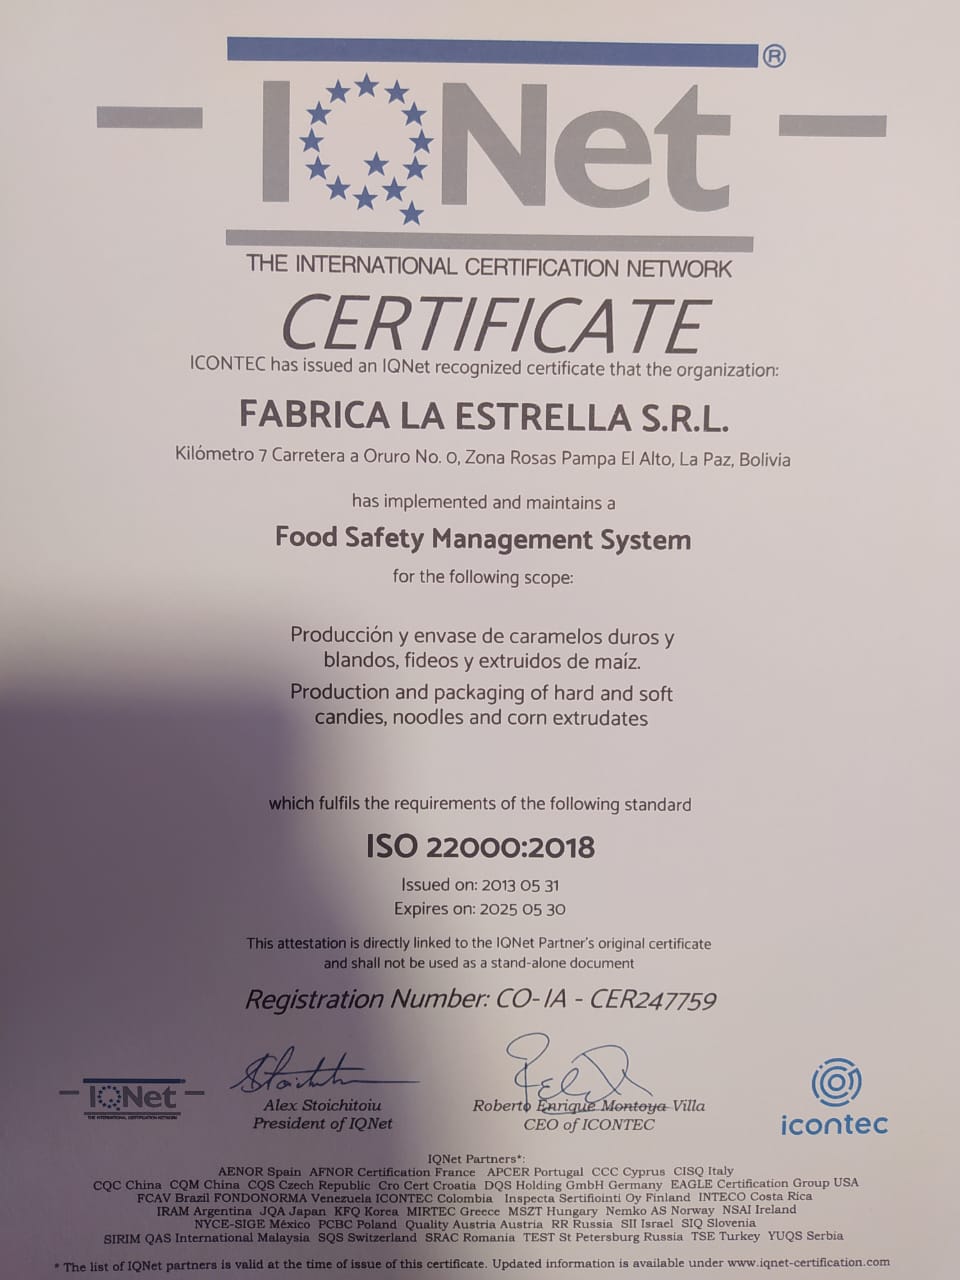 IQNet®
THE INTERNATIONAL CERTIFICATION NETWORK
CERTIFICATE
ICONTEC has issued an IQNet recognized certificate that the organization:
FABRICA LA ESTRELLA S.R.L.
Kilómetro 7 Carretera a Oruro No. 0, Zona Rosas Pampa El Alto, La Paz, Bolivia
has implemented and maintains a
Food Safety Management System
for the following scope:
Producción y envase de caramelos duros y
blandos, fideos y extruidos de maíz.
Production and packaging of hard and soft
candies, noodles and corn extrudates
which fulfils the requirements of the following standard
ISO 22000:2018
Issued on: 2013 05 31
Expires on: 2025 05 30
This attestation is directly linked to the IQNet Partner's original certificate
and shall not be used as a stand-alone document
Registration Number: CO-IA - CER247759
IQNet
THE INTERNATIONAL CERTIFICATION NETWORK
Alex Stoichitoiu
President of IQNet
Roberto Enrique Montoya Villa
CEO of ICONTEC
icontec
IQNet Partners*:
AENOR Spain AFNOR Certification France APCER Portugal CCC Cyprus CISQ Italy
CQC China CQM China CQS Czech Republic Cro Cert Croatia DQS Holding GmbH Germany EAGLE Certification Group USA
FCAV Brazil FONDONORMA Venezuela ICONTEC Colombia Inspecta Sertifiointi Oy Finland INTECO Costa Rica
IRAM Argentina JQA Japan KFQ Korea MIRTEC Greece MSZT Hungary Nemko AS Norway NSAI Ireland
NYCE-SIGE México PCBC Poland Quality Austria Austria RR Russia SII Israel SIQ Slovenia
SIRIM QAS International Malaysia SQS Switzerland SRAC Romania TEST St Petersburg Russia TSE Turkey YUQS Serbia
* The list of IQNet partners is valid at the time of issue of this certificate. Updated information is available under www.iqnet-certification.com